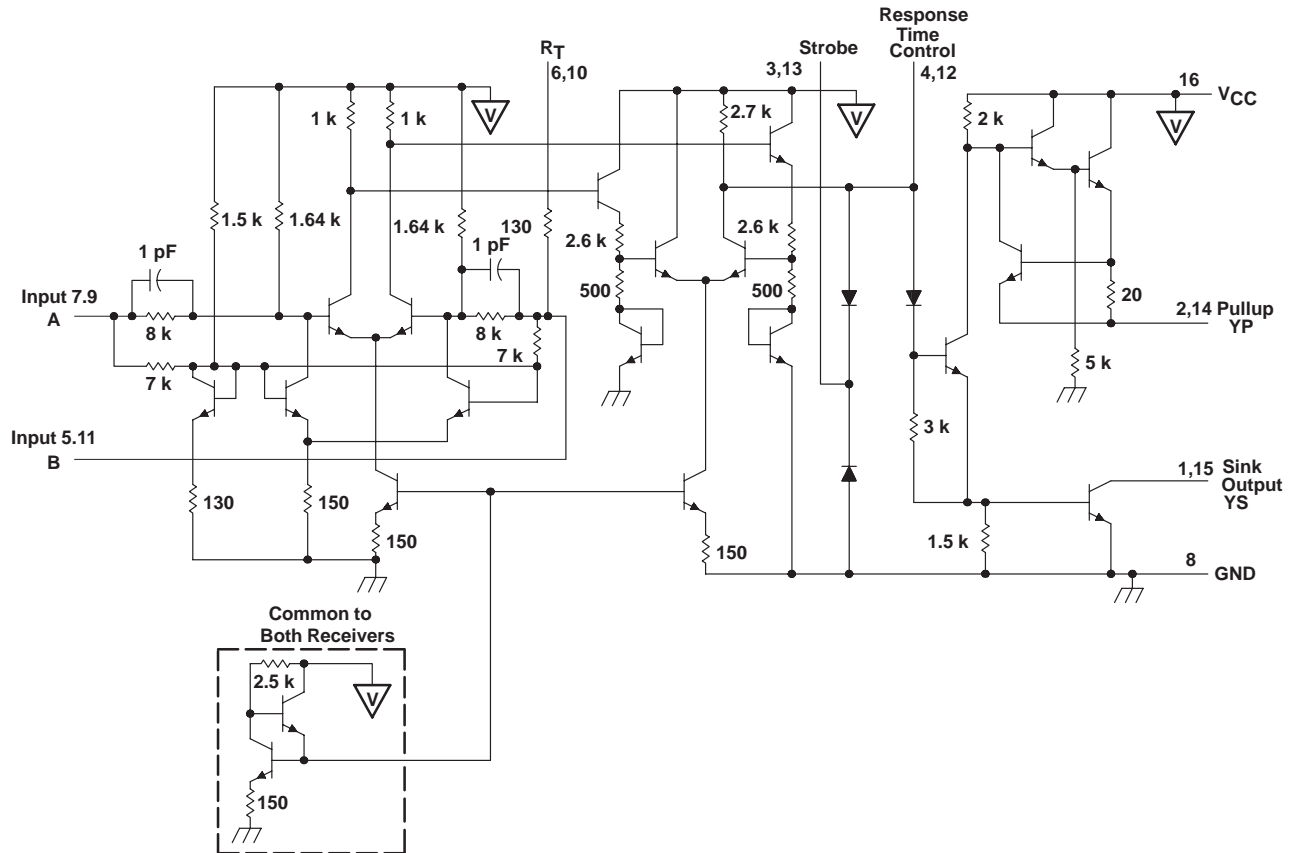 Response
Time
Control
4,12
Strobe
3,13
RT
6,10
16
VCC
V
V
V
1 k
1 k
2.7 k
2 k
1.5 k
1.64 k
1.64 k
130
1 pF
1 pF
2.6 k
2.6 k
Input 7.9
A
8 k
8 k
500
500
20
2,14 Pullup
YP
7 k
7 k
5 k
Input 5.11
B
3 k
1,15 Sink
Output
YS
130
150
150
150
1.5 k
8
GND
Common to
Both Receivers
2.5 k
V
150